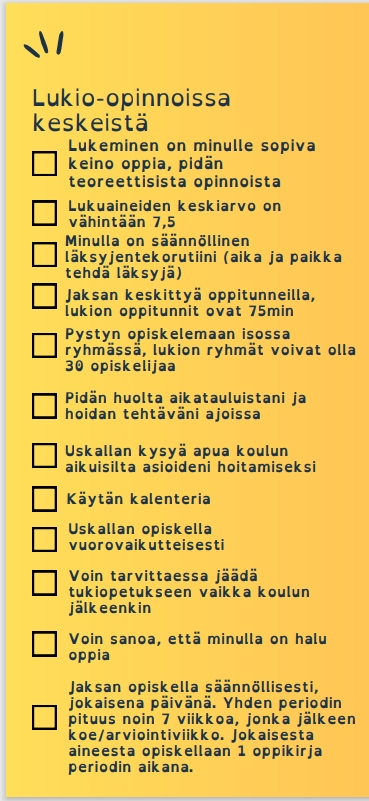 Lukio-opinnoissa
keskeistä
Lukeminen on minulle sopiva
keino oppia, pidän
teoreettisista opinnoista
Lukuaineiden keskiarvo on
vähintään 7,5
Minulla on säännöllinen
läksyjentekorutiini (aika ja paikka
tehdä läksyjä)
Jaksan keskittyä oppitunneilla,
lukion oppitunnit ovat 75min
Pystyn opiskelemaan isossa
ryhmässä, lukion ryhmät voivat olla
30 opiskelijaa
Pidän huolta aikatauluistani ja
hoidan tehtäväni ajoissa
Uskallan kysyä apua koulun
aikuisilta asioideni hoitamiseksi
Käytän kalenteria
Uskallan opiskella
vuorovaikutteisesti
Voin tarvittaessa jäädä
tukiopetukseen vaikka koulun
jälkeenkin
Voin sanoa, että minulla on halu
oppia
Jaksan opiskella säännöllisesti,
jokaisena päivänä. Yhden periodin
pituus noin 7 viikkoa, jonka jälkeen
koe/arviointiviikko. Jokaisesta
aineesta opiskellaan 1 oppikirja
periodin aikana.